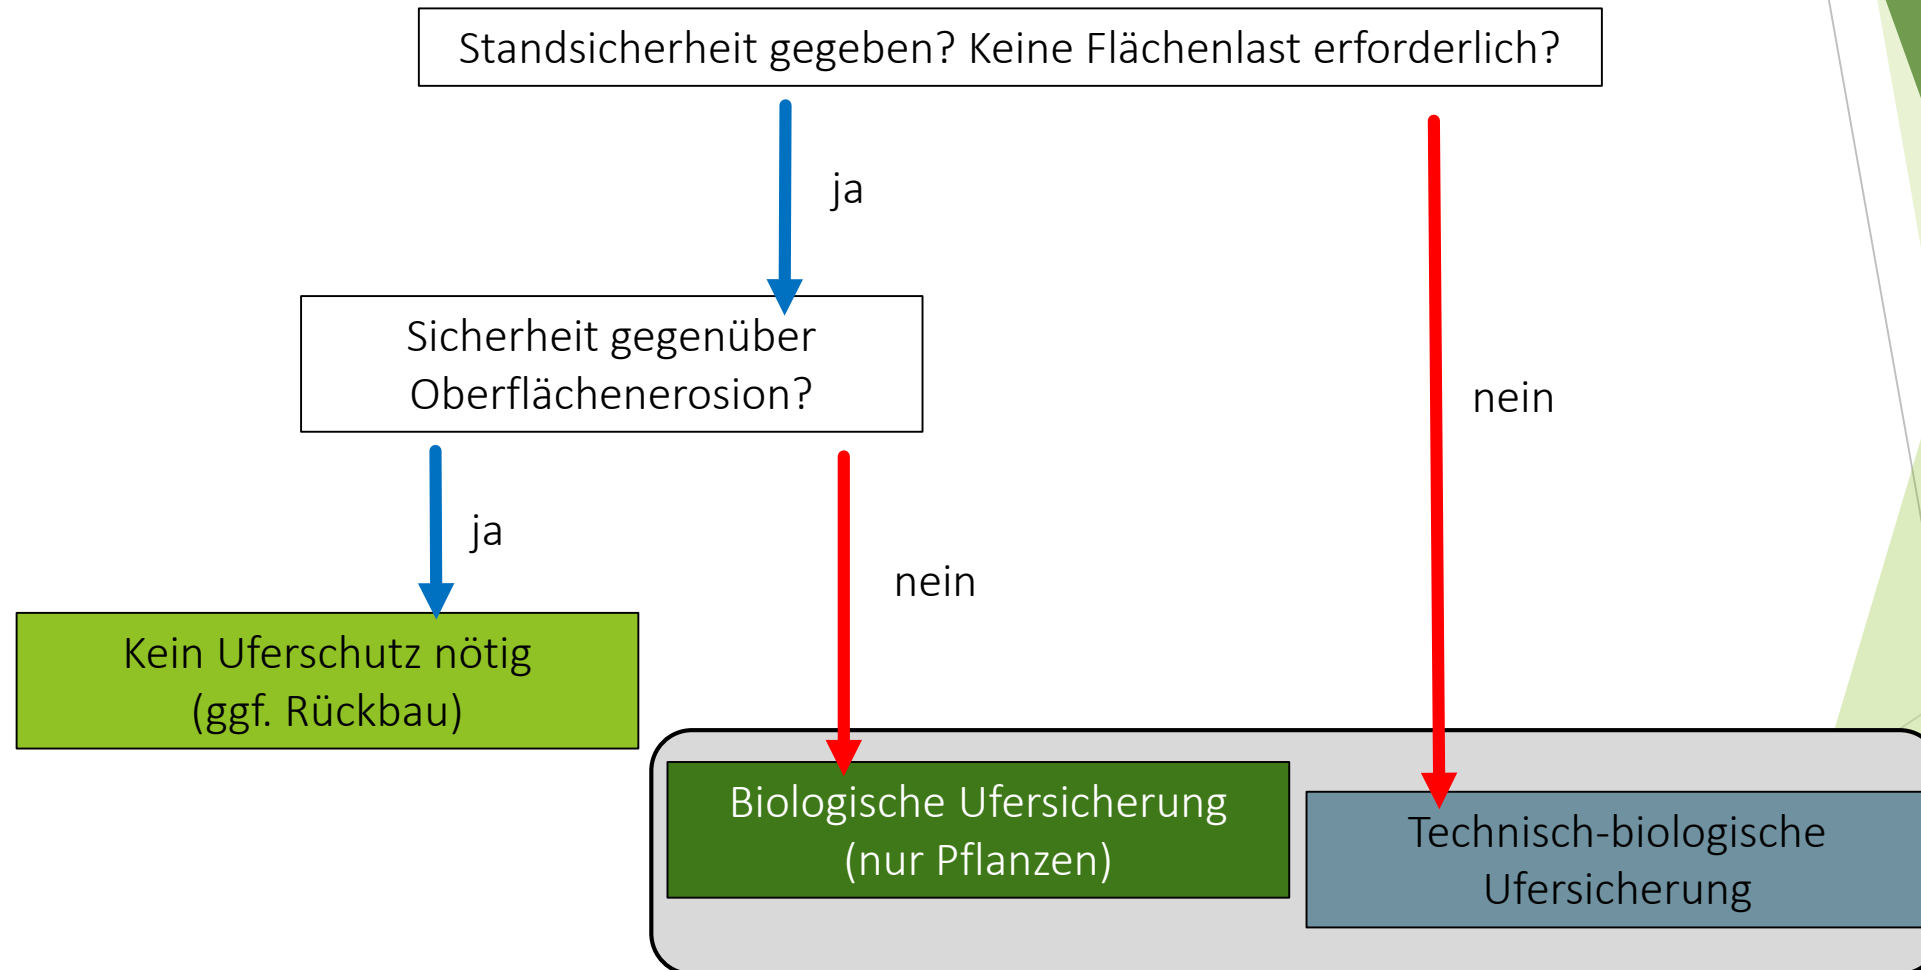 Standsicherheit gegeben? Keine Flächenlast erforderlich?
ja
Sicherheit gegenüber
Oberflächenerosion?
nein
ja
nein
Kein Uferschutz nötig
(ggf. Rückbau)
Biologische Ufersicherung
(nur Pflanzen)
Technisch-biologische
Ufersicherung